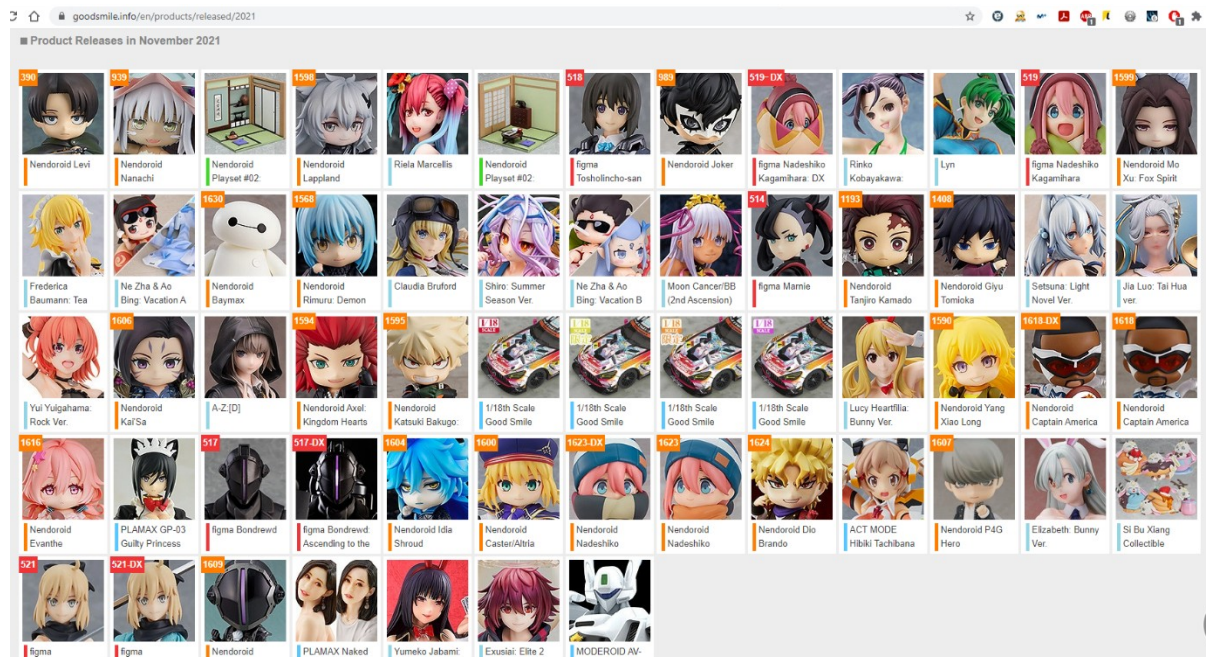 goodsmile.info/en/products/released/2021
Product Releases in November 2021
390
Nendoroid Levi
939
Nendoroid
Nanachi
Nendoroid
Playset #02:
1598
Nendoroid
Lappland
Riela Marcellis
Nendoroid
Playset #02:
518
figma
Tosholincho-san
989
Nendoroid Joker
519-DX
figma Nadeshiko
Kagamihara: DX
Rinko
Kobayakawa:
Lyn
519
figma Nadeshiko
Kagamihara
1599
Nendoroid Mo
Xu: Fox Spirit
Frederica
Baumann: Tea
Ne Zha & Ao
Bing: Vacation A
1630
Nendoroid
Baymax
1568
Nendoroid
Rimuru: Demon
Claudia Bruford
Shiro: Summer
Season Ver.
Ne Zha & Ao
Bing: Vacation B
Moon Cancer/BB
(2nd Ascension)
514
figma Marnie
1193
Nendoroid
Tanjiro Kamado
1408
Nendoroid Giyu
Tomioka
Setsuna: Light
Novel Ver.
Jia Luo: Tai Hua
ver.
Yui Yuigahama:
Rock Ver.
1606
Nendoroid
Kai'Sa
A-Z:[D]
1594
Nendoroid Axel:
Kingdom Hearts
1595
Nendoroid
Katsuki Bakugo:
1/18
SCALE
1/18th Scale
Good Smile
1/18
SCALE
1/18th Scale
Good Smile
1/18
SCALE
1/18th Scale
Good Smile
1/18
SCALE
1/18th Scale
Good Smile
Lucy Heartfilia:
Bunny Ver.
1590
Nendoroid Yang
Xiao Long
1618-DX
Nendoroid
Captain America
1618
Nendoroid
Captain America
1616
Nendoroid
Evanthe
PLAMAX GP-03
Guilty Princess
517
figma Bondrewd
517-DX
figma Bondrewd:
Ascending to the
1604
Nendoroid Idia
Shroud
1600
Nendoroid
Caster/Altria
1623-DX
Nendoroid
Nadeshiko
1623
Nendoroid
Nadeshiko
1624
Nendoroid Dio
Brando
ACT MODE
Hibiki Tachibana
1607
Nendoroid P4G
Hero
Elizabeth: Bunny
Ver.
Si Bu Xiang
Collectible
521
figma
521-DX
figma
1609
Nendoroid
PLAMAX Naked
Yumeko Jabami:
Exusiai: Elite 2
MODEROID AV-